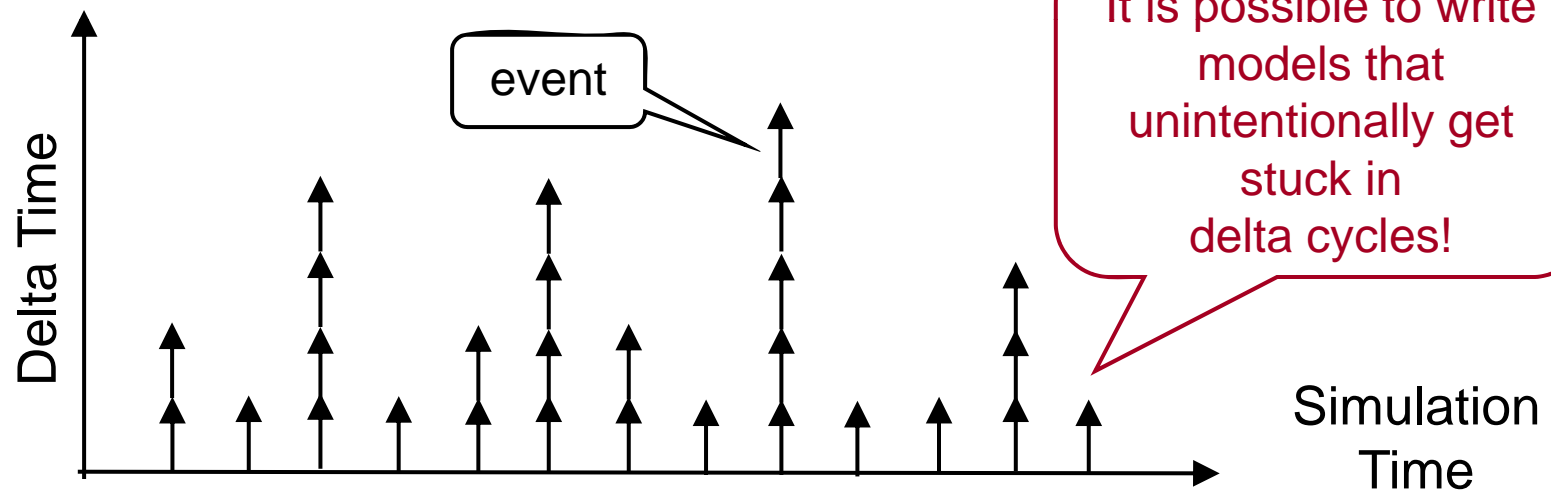 It is possible to write
models that
unintentionally get
stuck in
delta cycles!
event
Delta Time
Simulation
Time